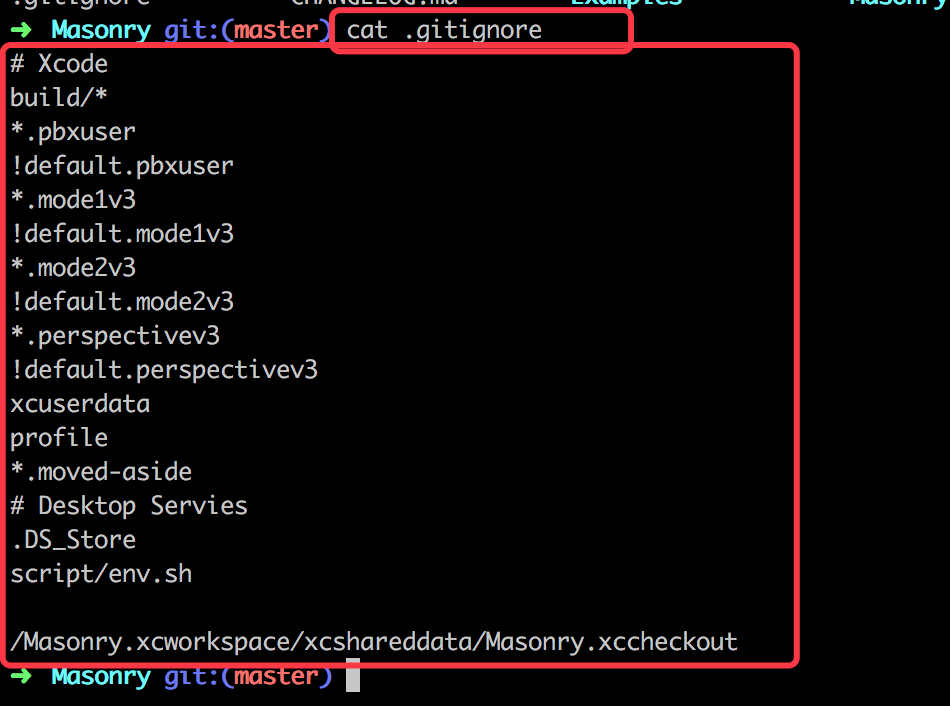 .gitignore CHANGELOG.md Examples Masonry
➜ Masonry git:(master) cat .gitignore
# Xcode
build/*
*.pbxuser
!default.pbxuser
*.mode1v3
!default.mode1v3
*.mode2v3
!default.mode2v3
*.perspectivev3
!default.perspectivev3
xcuserdata
profile
*.moved-aside
# Desktop Servies
.DS_Store
script/env.sh
/Masonry.xcworkspace/xcshareddata/Masonry.xccheckout
➜ Masonry git:(master)